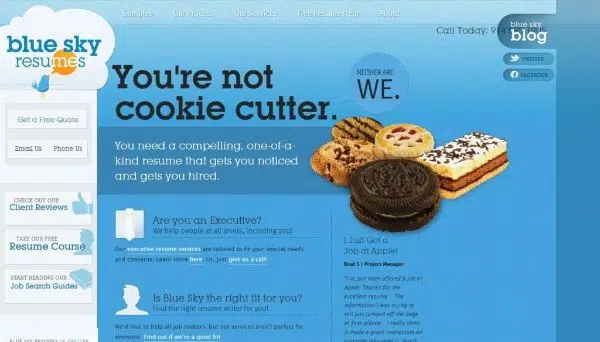 Samples Our Process Our Services Free Resume Help About
blue sky
resumes
Call Today: 9
blue sky
blog
TWITTER
FACEBOOK
You're not
cookie cutter.
NEITHER ARE
WE.
You need a compelling, one-of-a-
kind resume that gets you noticed
and gets you hired.
Get a Free Quote
Email Us Phone Us
CHECK OUT OUR
Client Reviews
TAKE OUR FREE
Resume Course
START READING OUR
Job Search Guides
Are you an Executive?
We help people at all levels, including you!
Our executive resume services are tailored to fit your special needs
and concerns. Learn more here. Or, just give us a call!
Is Blue Sky the right fit for you?
Find the right resume writer for you!
We'd love to help all job seekers, but our services aren't perfect for
everyone. Find out if we're a good fit!
I Just Got a
Job at Apple!
Brad S | Project Manager
"I've just been offered a job at
Apple! Thanks for the
excellent resume. The
information I was trying to
sell just jumped off the page
at first glance. I really think
it made a great impression on